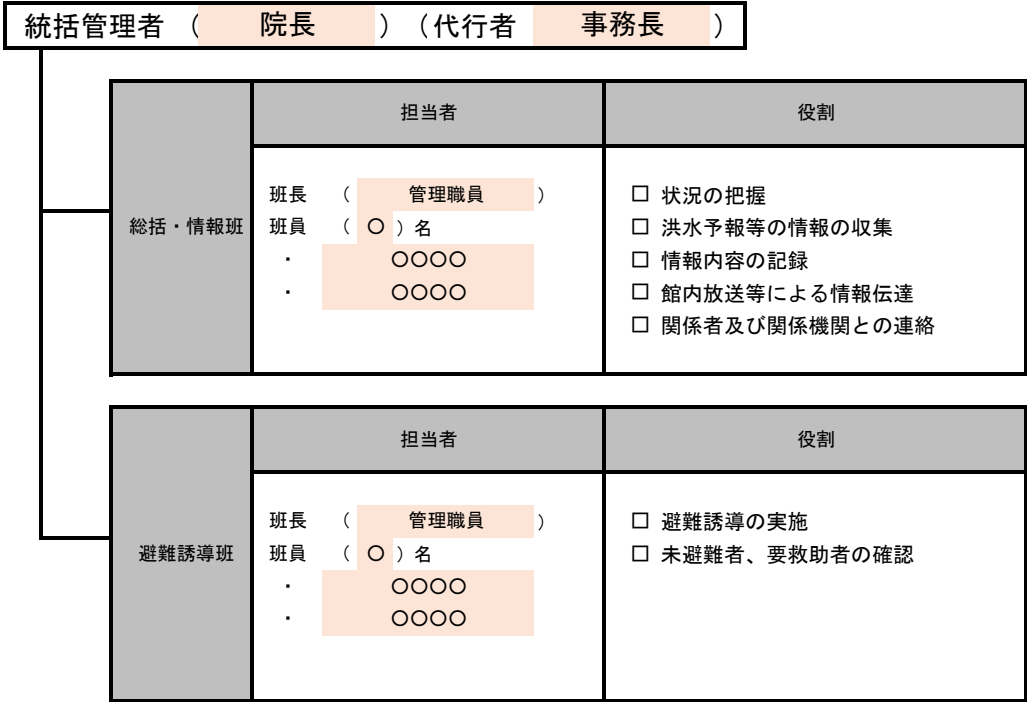 統括管理者 （ 院長 ）（代行者 事務長 ）
担当者 役割
総括・情報班
班長 （ 管理職員 ）
班員 （ 〇 ）名
・ 〇〇〇〇
・ 〇〇〇〇
□ 状況の把握
□ 洪水予報等の情報の収集
□ 情報内容の記録
□ 館内放送等による情報伝達
□ 関係者及び関係機関との連絡
担当者 役割
避難誘導班
班長 （ 管理職員 ）
班員 （ 〇 ）名
・ 〇〇〇〇
・ 〇〇〇〇
□ 避難誘導の実施
□ 未避難者、要救助者の確認